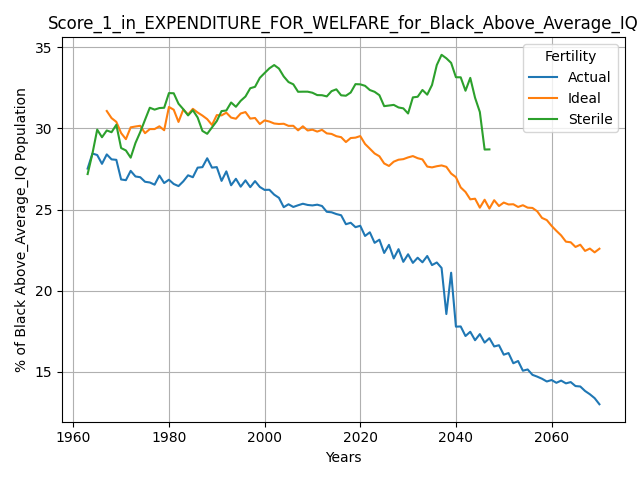 Score_1_in_EXPENDITURE_FOR_WELFARE_for_Black_Above_Average_IQ
% of Black Above_Average_IQ Population
35
30
25
20
15
Fertility
Actual
Ideal
Sterile
1960
1980
2000
2020
2040
2060
Years